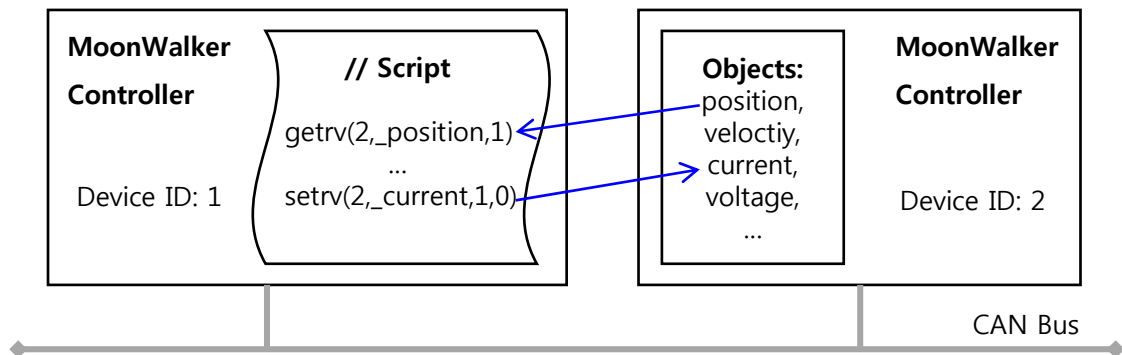 MoonWalker
Controller
Device ID: 1
// Script
getrv(2,_position,1)
...
setrv(2,_current,1,0)
Objects:
position,
veloctiy,
current,
voltage,
...
MoonWalker
Controller
Device ID: 2
CAN Bus